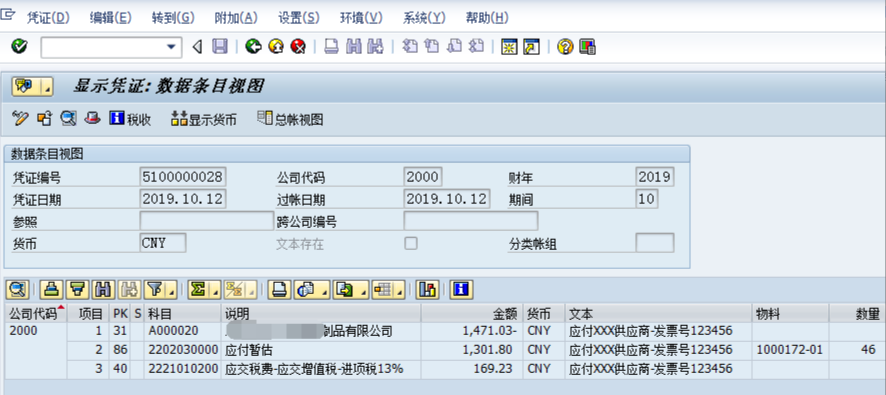 凭证(D) 编辑(E) 转到(G) 附加(A) 设置(S) 环境(V) 系统(Y) 帮助(H)
显示凭证:数据条目视图
税收 显示货币 总帐视图
数据条目视图
凭证编号 5100000028 公司代码 2000 财年 2019
凭证日期 2019.10.12 过帐日期 2019.10.12 期间 10
参照 跨公司编号
货币 CNY 文本存在 分类帐组
公司代码 项目 PK S 科目 说明 金额 货币 文本 物料 数量
2000 1 31 A000020 制品有限公司 1,471.03- CNY 应付XXX供应商-发票号123456
2 86 2202030000 应付暂估 1,301.80 CNY 应付XXX供应商-发票号123456 1000172-01 46
3 40 2221010200 应交税费-应交增值税-进项税13% 169.23 CNY 应付XXX供应商-发票号123456